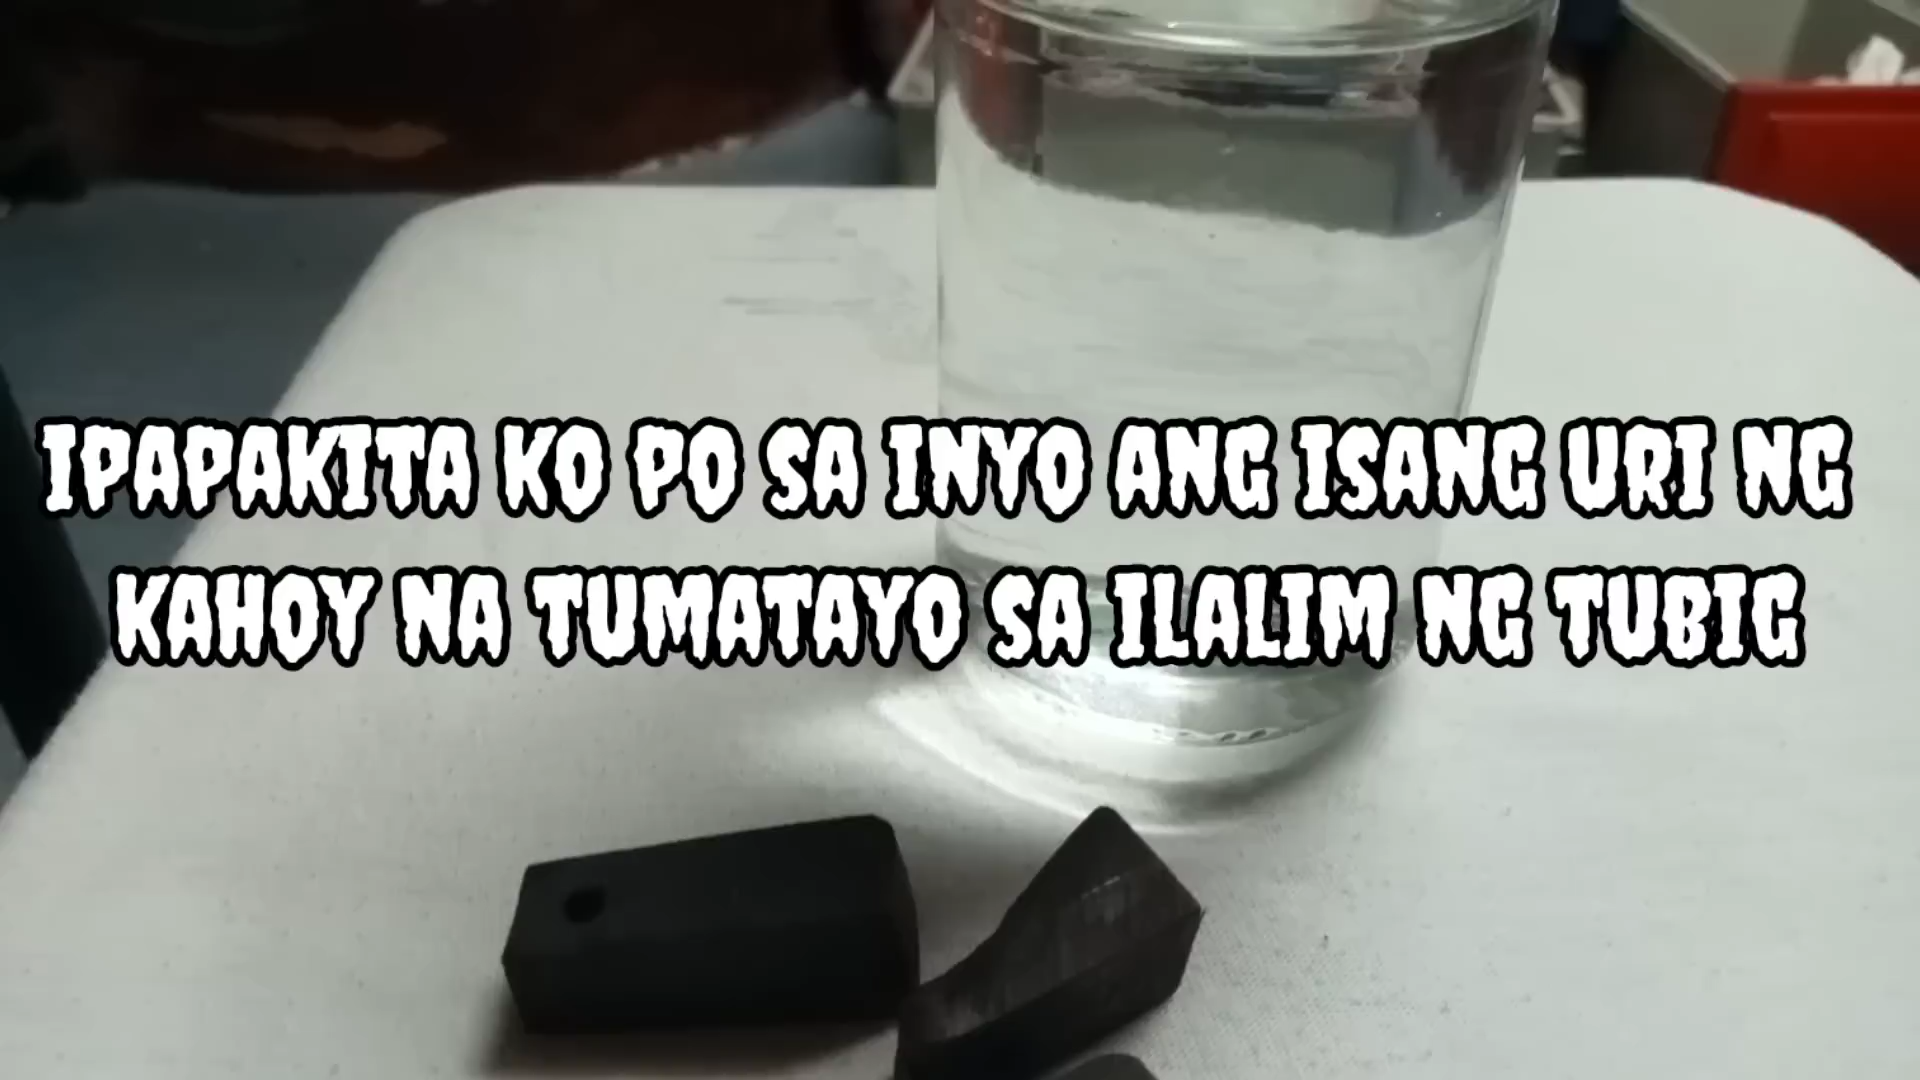 IPAPAKITA KO PO SA INYO ANG ISANG URI NG
KAHOY NA TUMATAYO SA ILALIM NG TUBIG